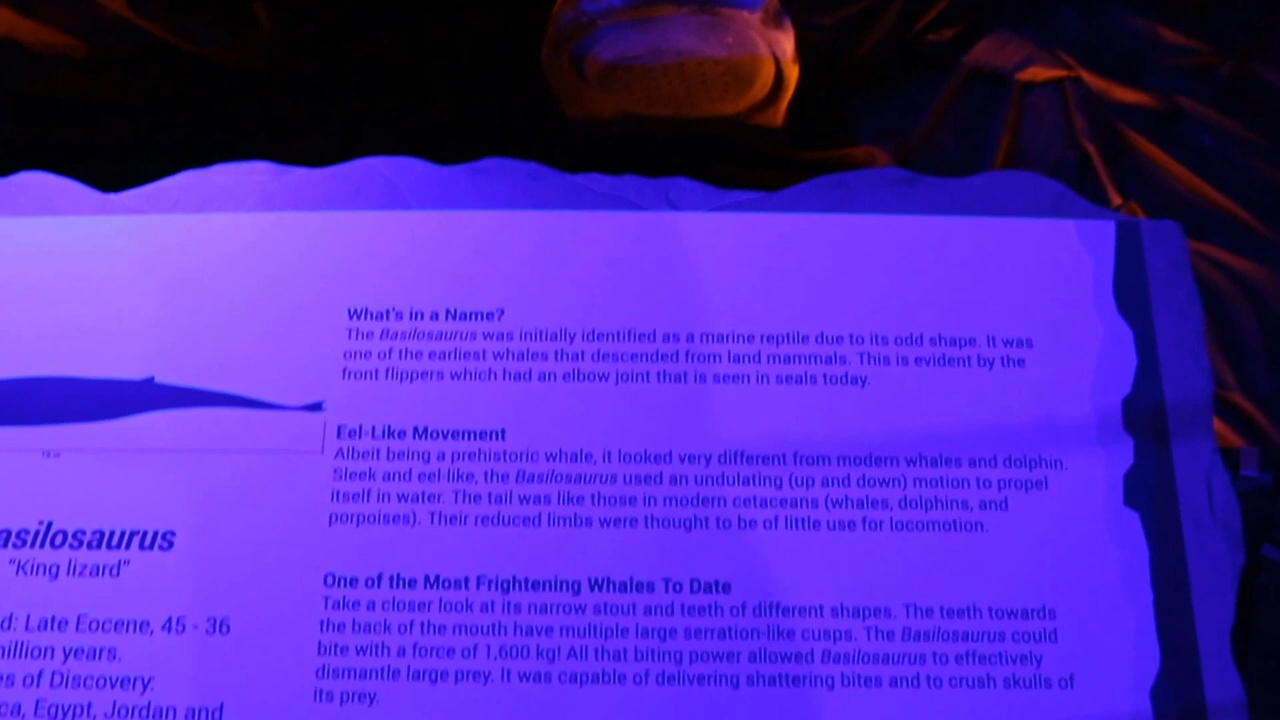 What's in a Name?
The Basilosaurus was initially identified as a marine reptile due to its odd shape. It was
one of the earliest whales that descended from land mammals. This is evident by the
front flippers which had an elbow joint that is seen in seals today.
Eel-Like Movement
Albeit being a prehistoric whale, it looked very different from modern whales and dolphin.
Sleek and eel-like, the Basilosaurus used an undulating (up and down) motion to propel
itself in water. The tail was like those in modern cetaceans (whales, dolphins, and
porpoises). Their reduced limbs were thought to be of little use for locomotion.
One of the Most Frightening Whales To Date
Take a closer look at its narrow stout and teeth of different shapes. The teeth towards
the back of the mouth have multiple large serration-like cusps. The Basilosaurus could
bite with a force of 1,600 kg! All that biting power allowed Basilosaurus to effectively
dismantle large prey. It was capable of delivering shattering bites and to crush skulls of
its prey.
asilosaurus
"King lizard"
d: Late Eocene, 45 - 36
illion years.
es of Discovery:
ca, Egypt, Jordan and